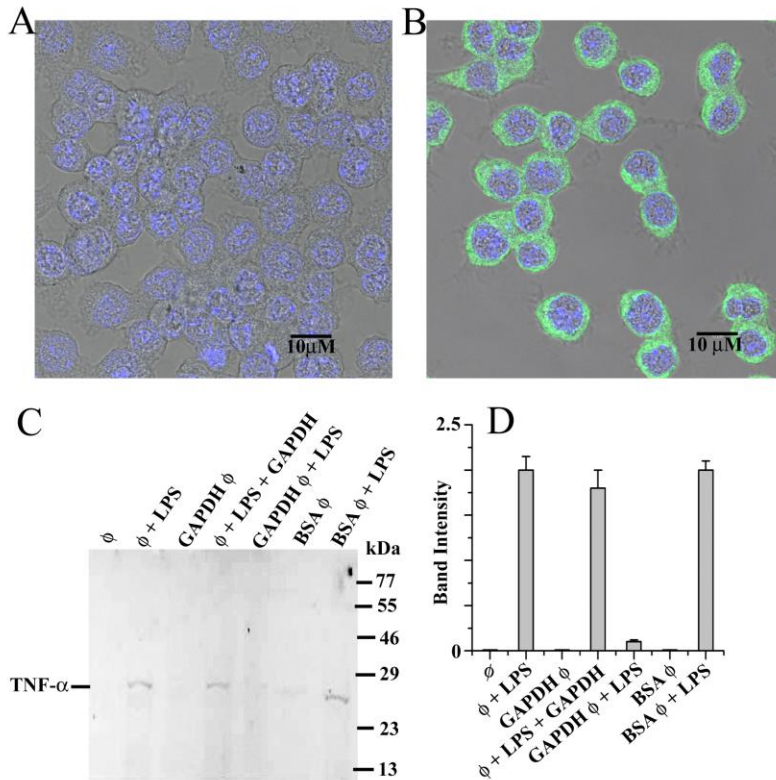 A
B
10μM
10 μM
C
ϕ
ϕ + LPS
GAPDH ϕ
ϕ + LPS + GAPDH
GAPDH ϕ + LPS
BSA ϕ
BSA ϕ + LPS
kDa
77
55
46
29
23
13
TNF-α
D
2.5
Band Intensity
0
ϕ
ϕ + LPS
GAPDH ϕ
ϕ + LPS + GAPDH
GAPDH ϕ + LPS
BSA ϕ
BSA ϕ + LPS